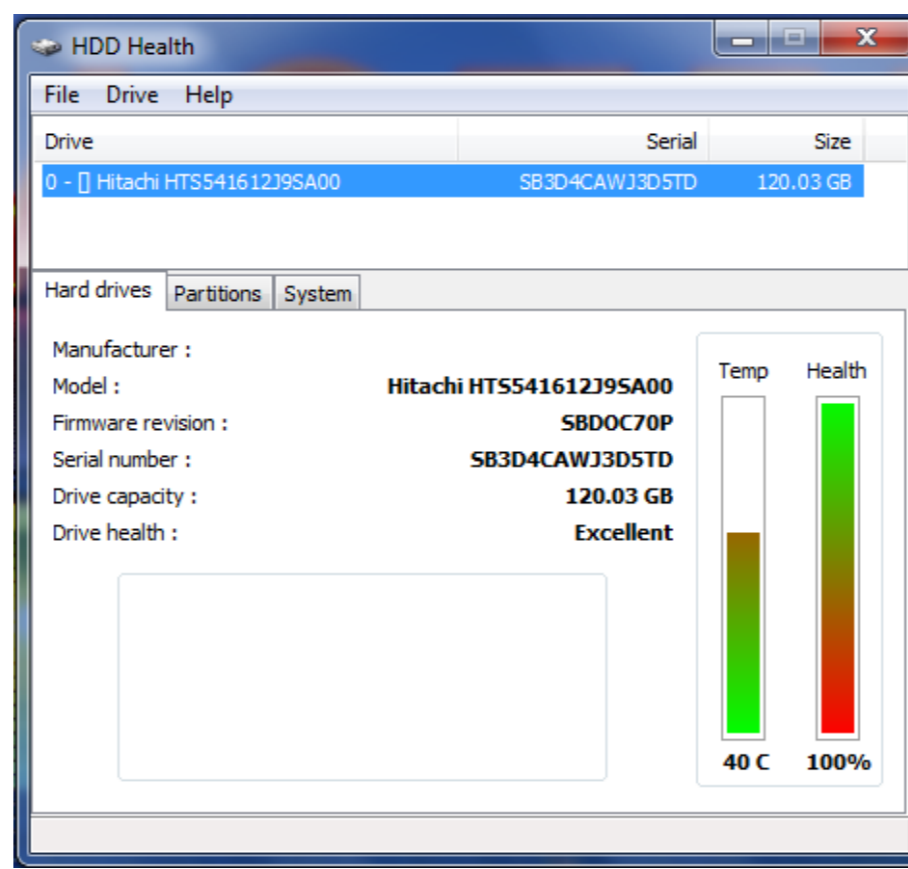 HDD Health
File Drive Help
Drive Serial Size
0 - [] Hitachi HTS541612J9SA00 SB3D4CAWJ3D5TD 120.03 GB
Hard drives Partitions System
Manufacturer :
Model : Hitachi HTS541612J9SA00
Firmware revision : SBDOC70P
Serial number : SB3D4CAWJ3D5TD
Drive capacity : 120.03 GB
Drive health : Excellent
Temp Health
40 C 100%